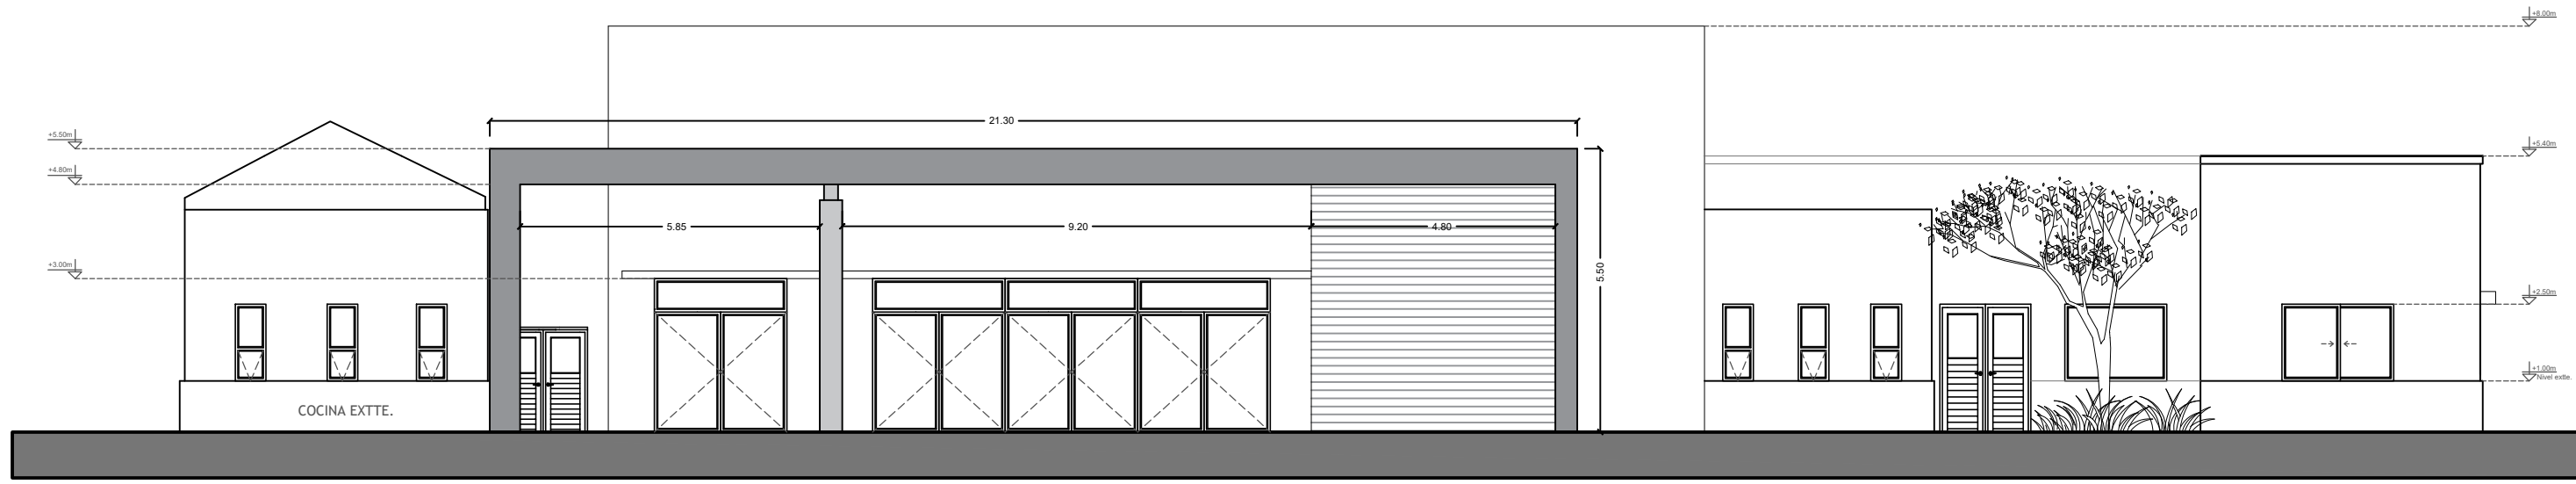 +8.00m
21.30
+5.50m
+5.40m
+4.80m
5.85
9.20
4.80
+3.00m
5.50
+2.50m
+1.00m
Nivel extte.
COCINA EXTTE.